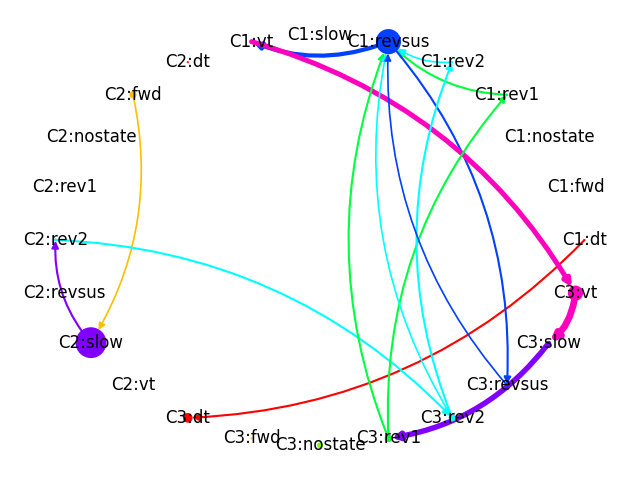 C1:slow
C1:vt
C1:revsus
C2:dt
C1:rev2
C2:fwd
C1:rev1
C2:nostate
C1:nostate
C2:rev1
C1:fwd
C2:rev2
C1:dt
C2:revsus
C3:vt
C2:slow
C3:slow
C2:vt
C3:revsus
C3:dt
C3:rev2
C3:fwd
C3:rev1
C3:nostate